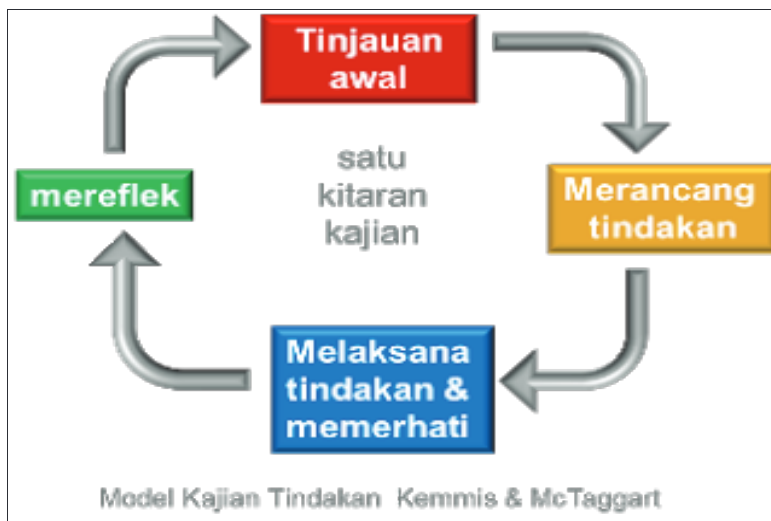 Tinjauan
awal
Merancang
tindakan
Melaksana
tindakan &
memerhati
mereflek
satu
kitaran
kajian
Model Kajian Tindakan Kemmis & McTaggart